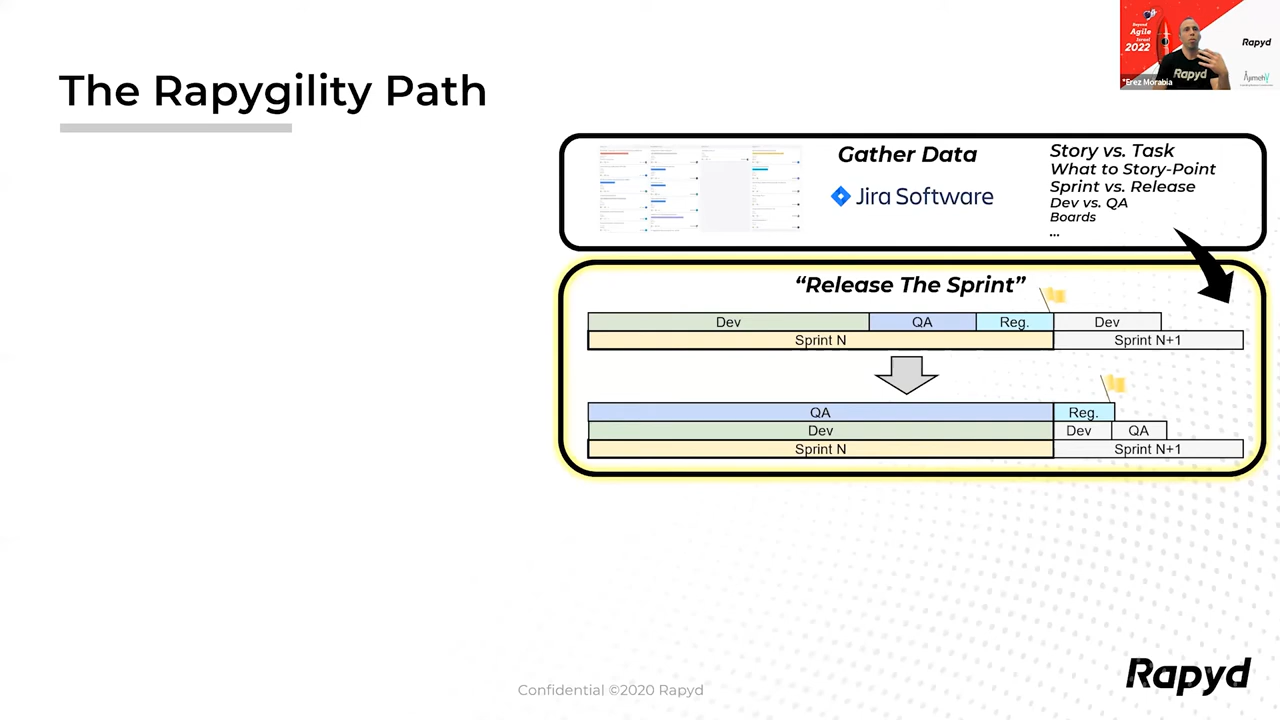 The Rapygility Path
Beyond
Agile
Israel
2022
Rapyd
Rapyd
Erez Morabia
Gather Data
Jira Software
Story vs. Task
What to Story-Point
Sprint vs. Release
Dev vs. QA
Boards
...
“Release The Sprint”
Dev QA Reg. Dev
Sprint N Sprint N+1
QA Reg.
Dev Dev QA
Sprint N Sprint N+1
Confidential ©2020 Rapyd
Rapyd